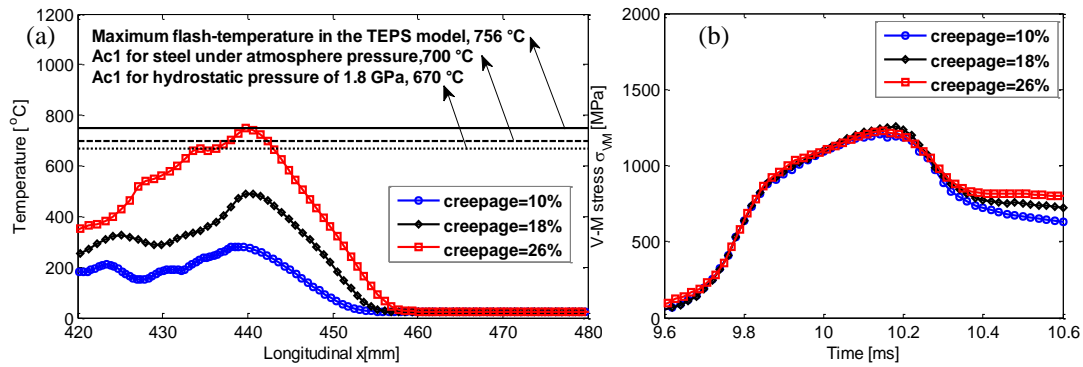 (a)
Maximum flash-temperature in the TEPS model, 756 °C
Ac1 for steel under atmosphere pressure,700 °C
Ac1 for hydrostatic pressure of 1.8 GPa, 670 °C
Temperature [°C]
1200
1000
800
600
400
200
0
creepage=10%
creepage=18%
creepage=26%
420 430 440 450 460 470 480
Longitudinal x[mm]
(b)
creepage=10%
creepage=18%
creepage=26%
V-M stress σVM [MPa]
2000
1500
1000
500
0
9.6 9.8 10 10.2 10.4 10.6
Time [ms]